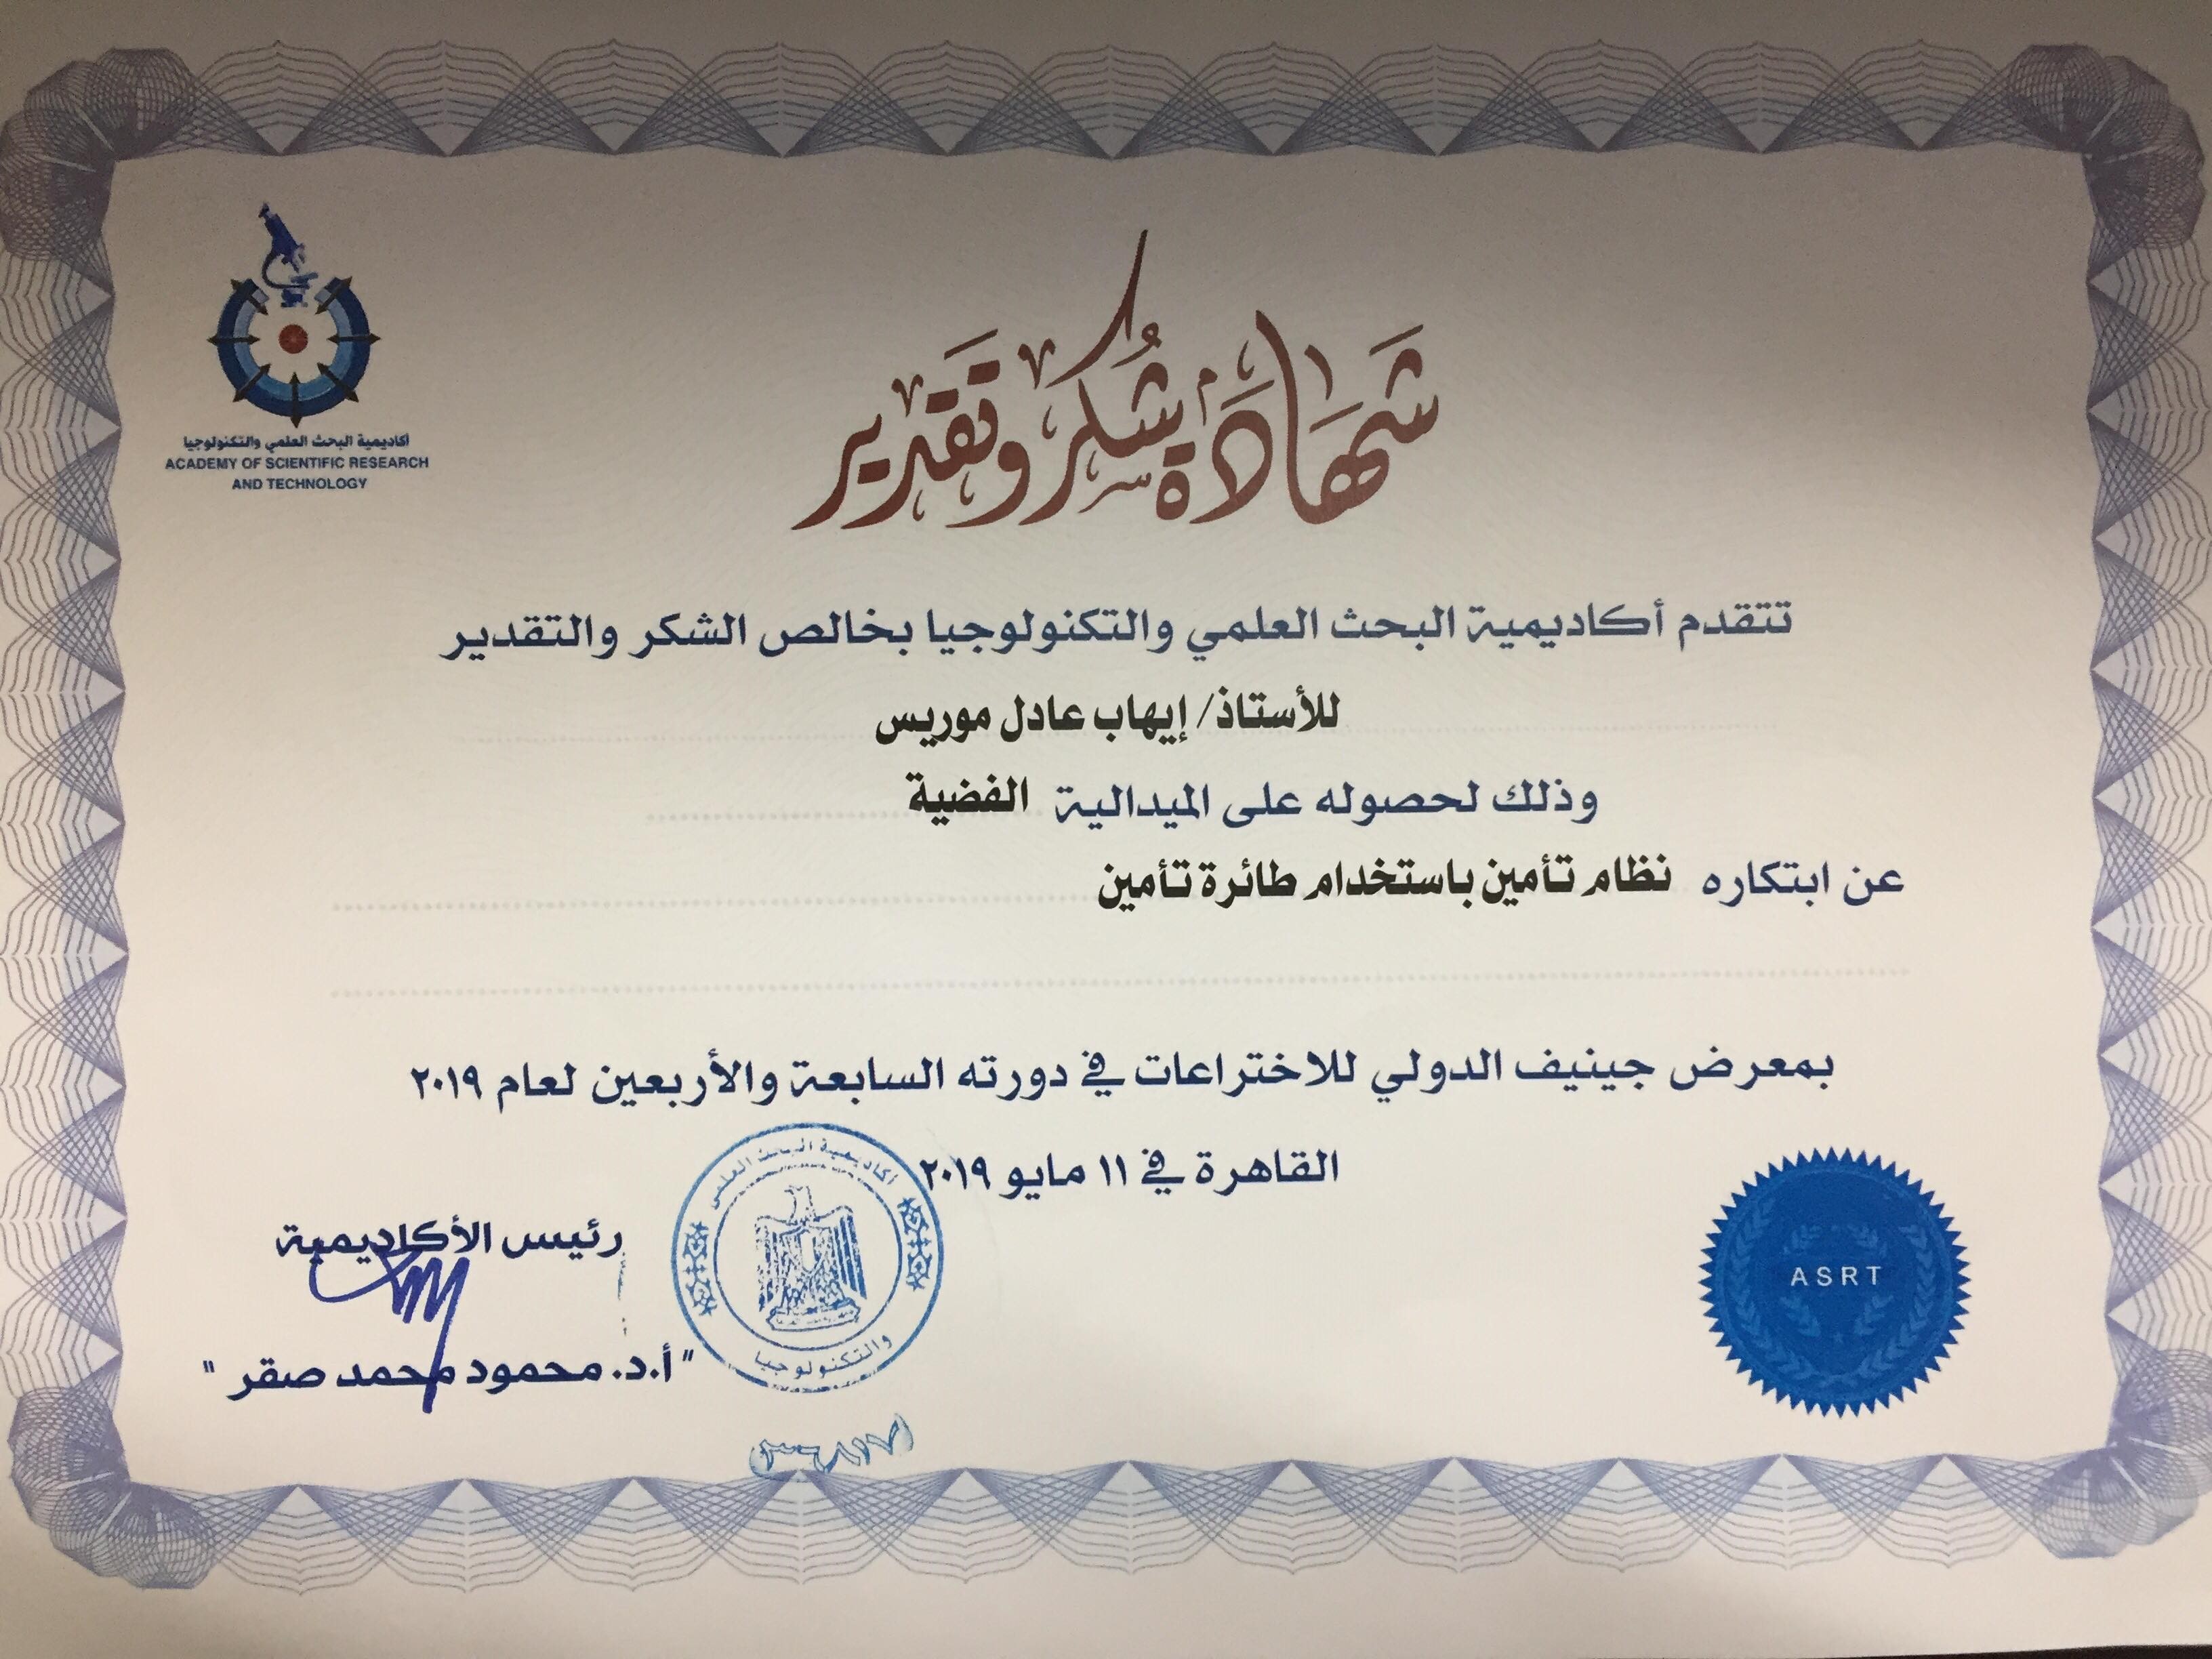 أكاديمية البحث العلمي والتكنولوجيا
ACADEMY OF SCIENTIFIC RESEARCH
AND TECHNOLOGY
شهادة شكر وتقدير
تتقدم أكاديمية البحث العلمي والتكنولوجيا بخالص الشكر والتقدير
للأستاذ/ إيهاب عادل موريس
وذلك لحصوله على الميدالية الفضية
عن ابتكاره نظام تأمين باستخدام طائرة تأمين
بمعرض جينيف الدولي للاختراعات في دورته السابعة والأربعين لعام ٢٠١٩
القاهرة في ١١ مايو ٢٠١٩
رئيس الأكاديمية
"أ.د. محمود محمد صقر"
أكاديمية البحث العلمى
والتكنولوجيا
ASRT